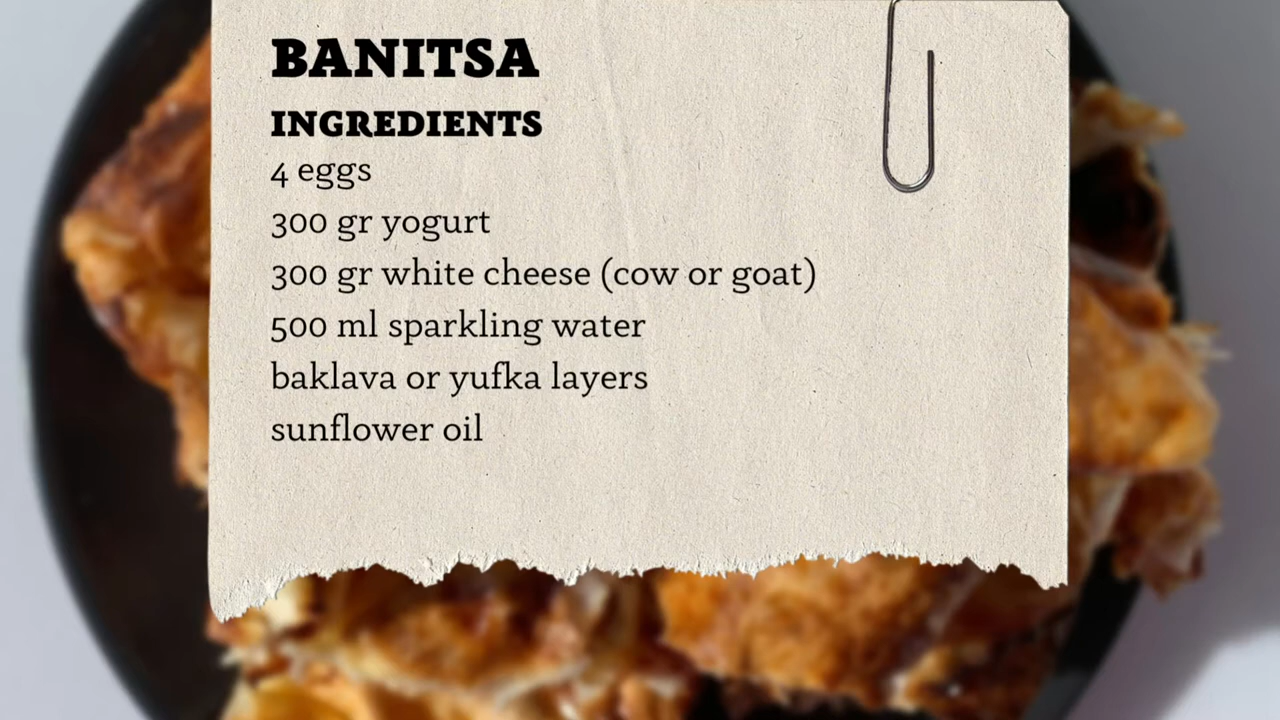 BANITSA
INGREDIENTS
4 eggs
300 gr yogurt
300 gr white cheese (cow or goat)
500 ml sparkling water
baklava or yufka layers
sunflower oil